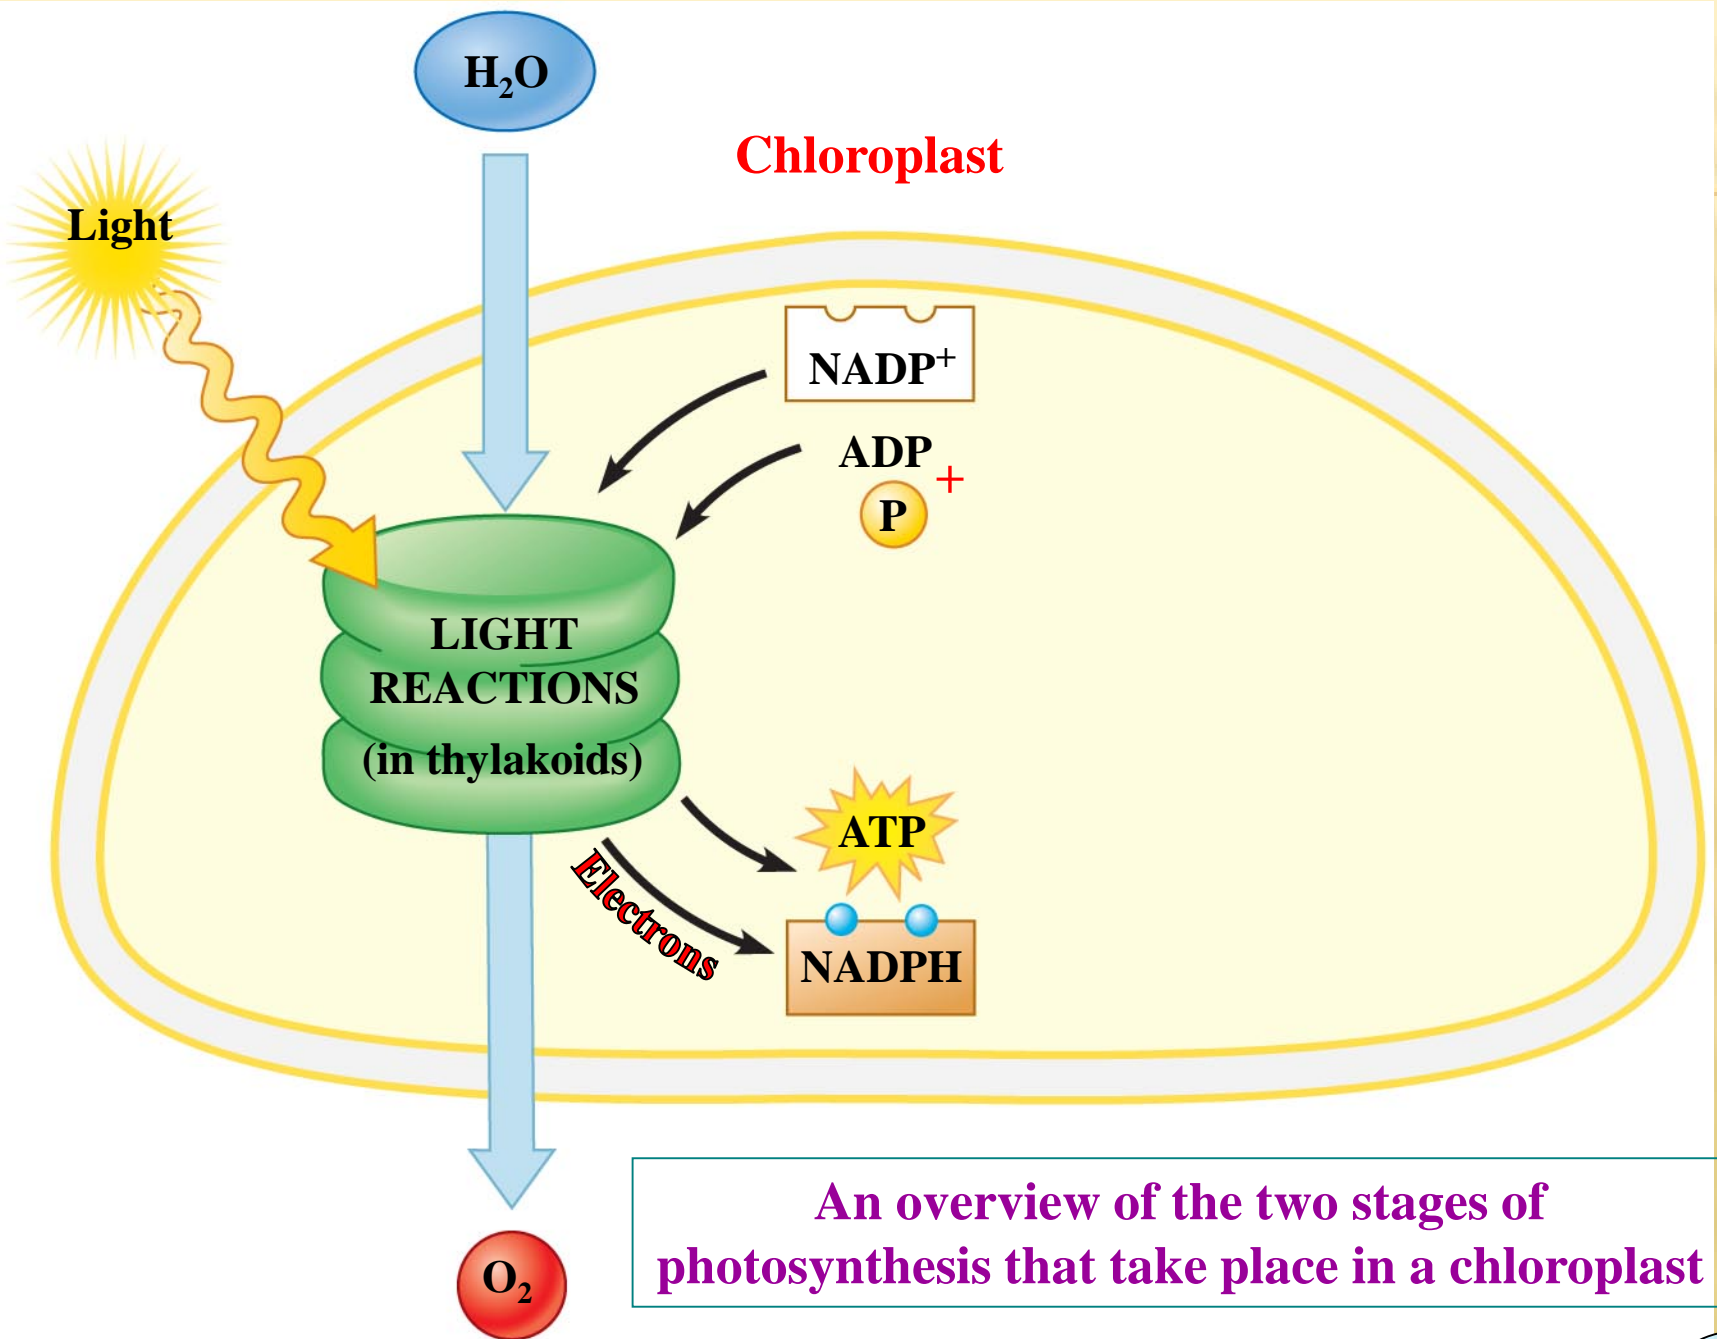 H₂O
Chloroplast
Light
NADP⁺
ADP
+
P
LIGHT
REACTIONS
(in thylakoids)
ATP
Electrons
NADPH
An overview of the two stages of
photosynthesis that take place in a chloroplast
O₂